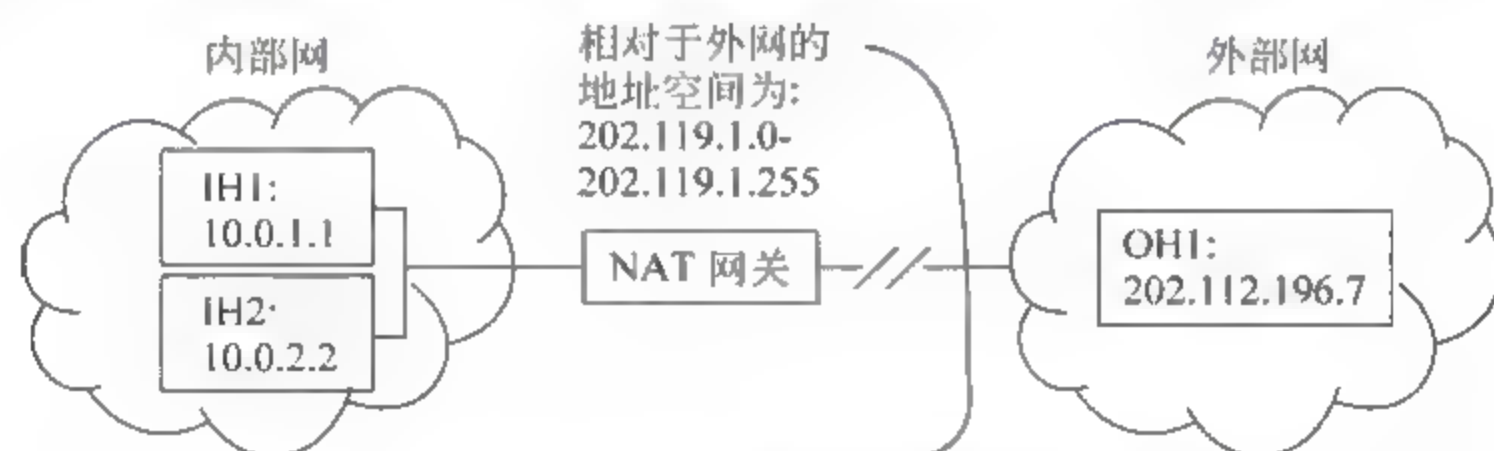 内部网
相对于外网的
地址空间为:
202.119.1.0-
202.119.1.255
外部网
IH1:
10.0.1.1
IH2:
10.0.2.2
NAT 网关
OH1:
202.112.196.7